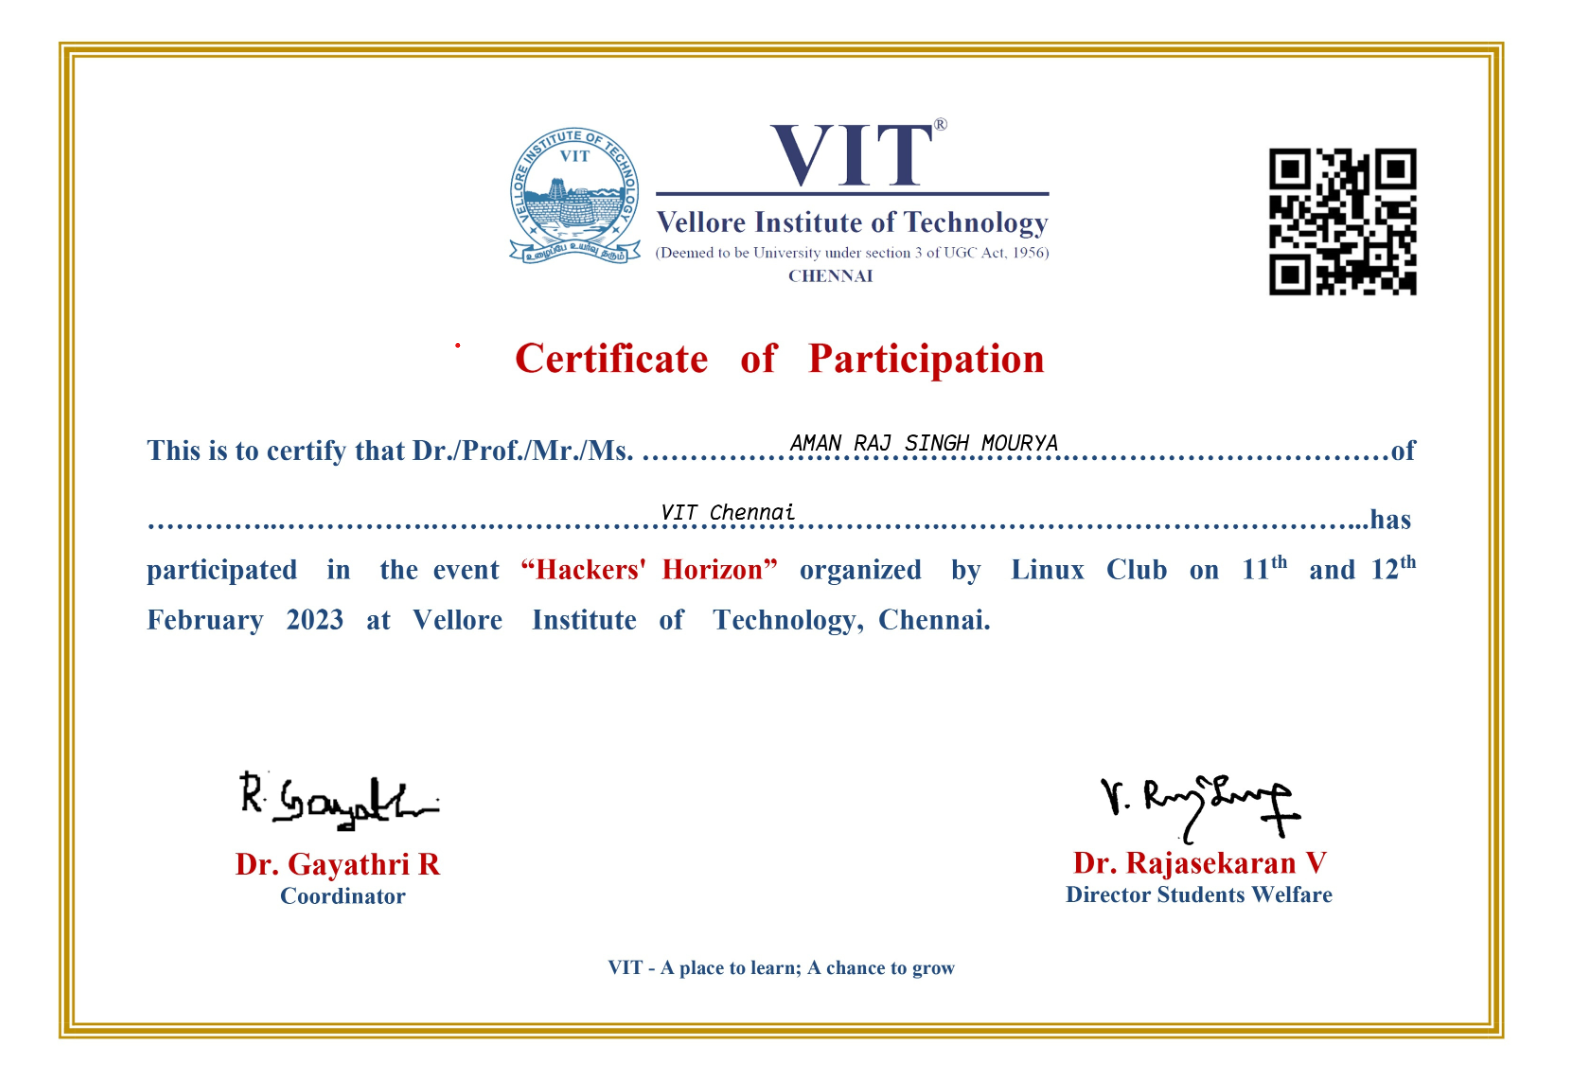 VELLORE INSTITUTE OF TECHNOLOGY
VIT
உழைப்பே உயர்வு தரும்
VIT®
Vellore Institute of Technology
(Deemed to be University under section 3 of UGC Act, 1956)
CHENNAI
Certificate of Participation
This is to certify that Dr./Prof./Mr./Ms. ……………AMAN RAJ SINGH MOURYA……………………………of
……………………………………VIT Chennai……………………………………has
participated in the event “Hackers' Horizon” organized by Linux Club on 11th and 12th
February 2023 at Vellore Institute of Technology, Chennai.
R. Gayathri
V. Rajasekaran
Dr. Gayathri R
Dr. Rajasekaran V
Coordinator
Director Students Welfare
VIT - A place to learn; A chance to grow